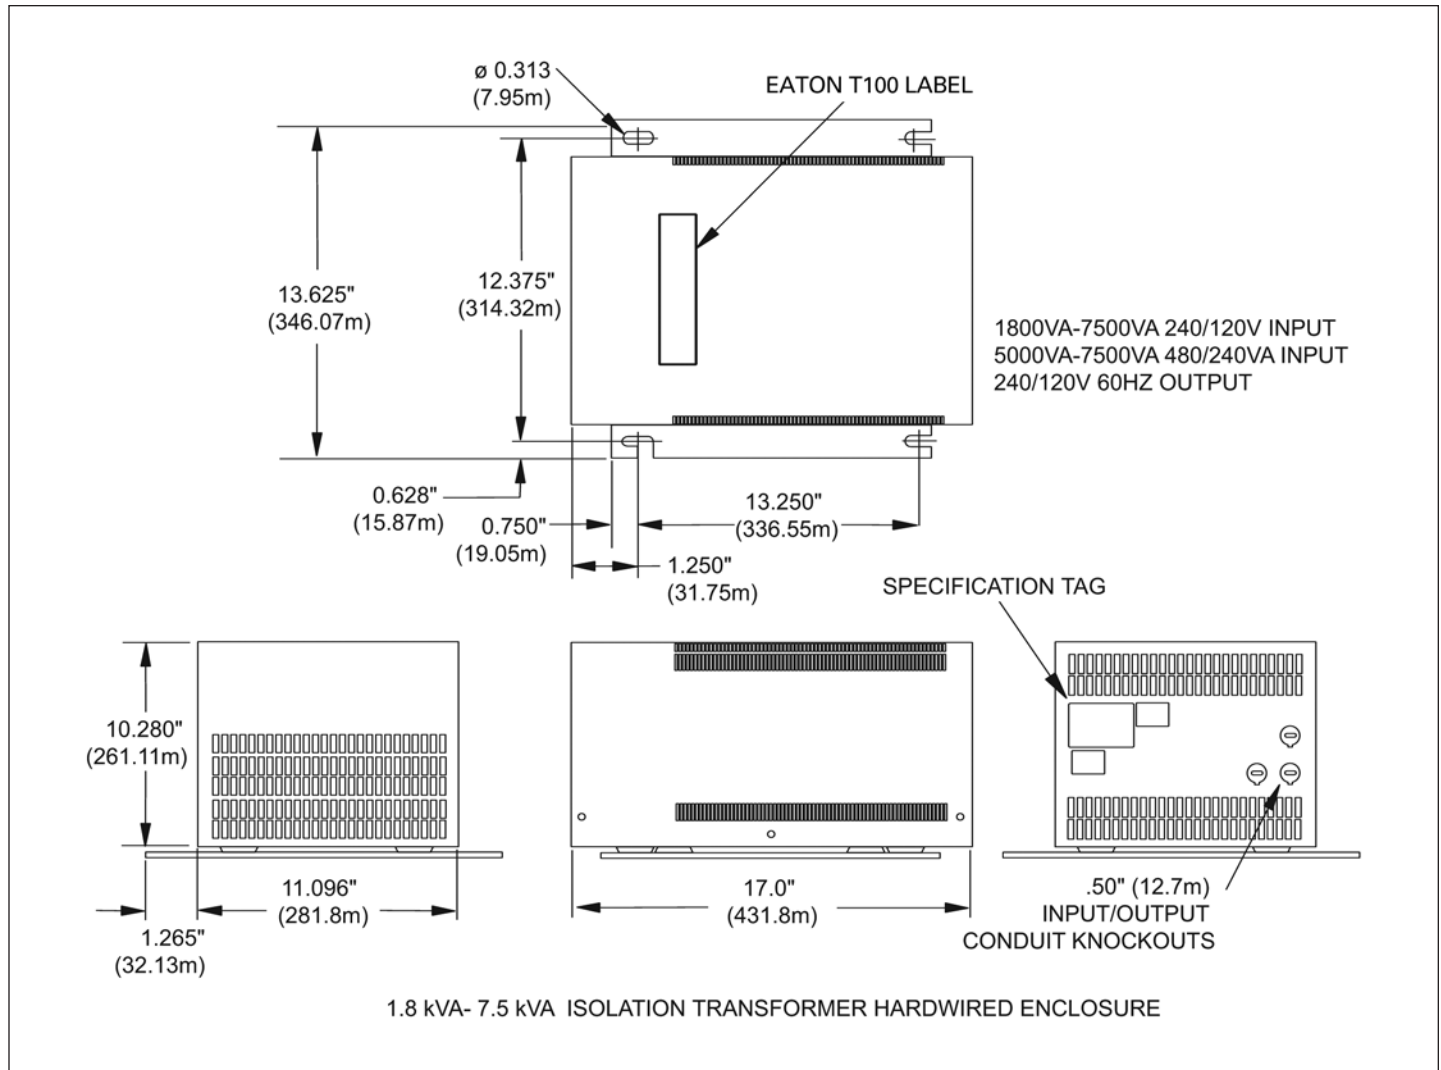 ø 0.313
(7.95m)
EATON T100 LABEL
13.625"
(346.07m)
12.375"
(314.32m)
1800VA-7500VA 240/120V INPUT
5000VA-7500VA 480/240VA INPUT
240/120V 60HZ OUTPUT
0.628"
(15.87m)
0.750"
(19.05m)
13.250"
(336.55m)
1.250"
(31.75m)
SPECIFICATION TAG
10.280"
(261.11m)
11.096"
(281.8m)
1.265"
(32.13m)
17.0"
(431.8m)
.50" (12.7m)
INPUT/OUTPUT
CONDUIT KNOCKOUTS
1.8 kVA- 7.5 kVA ISOLATION TRANSFORMER HARDWIRED ENCLOSURE